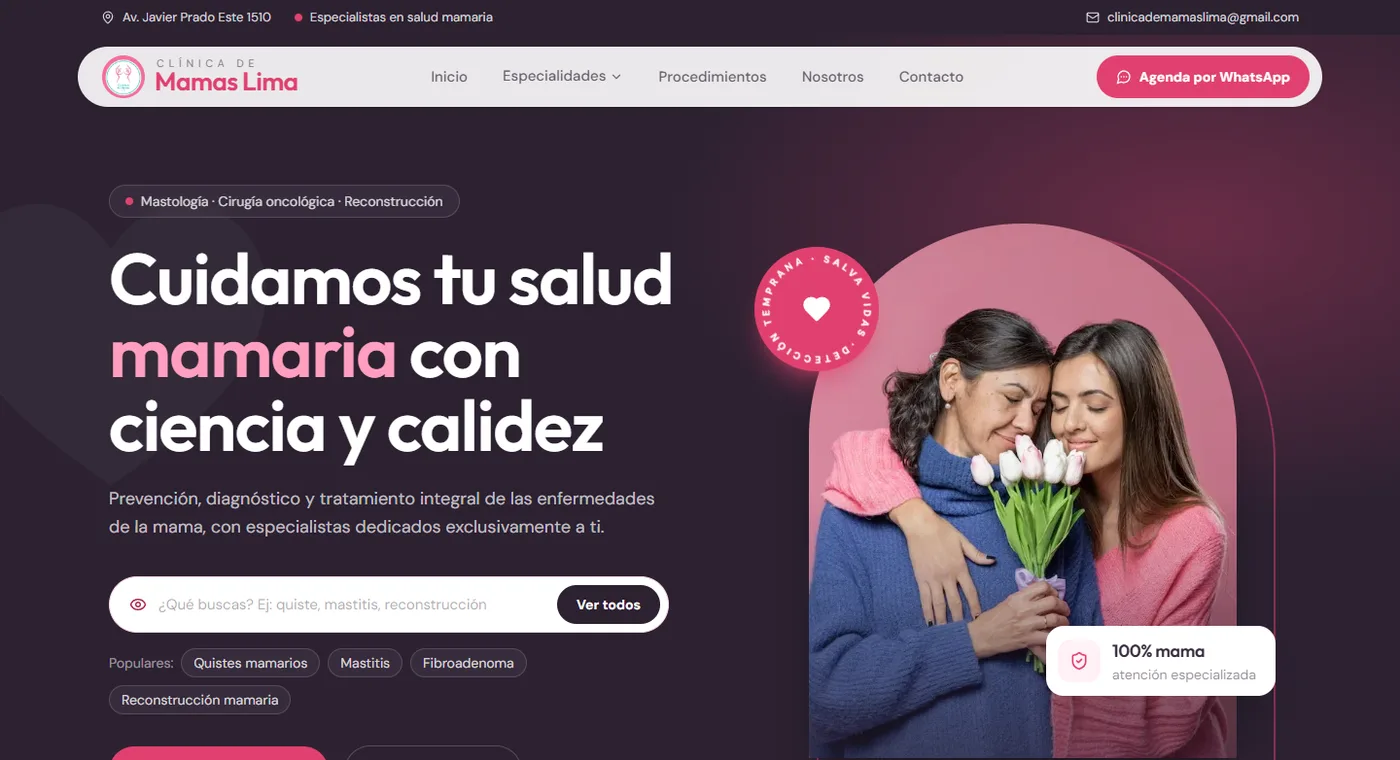 Av. Javier Prado Este 1510
Especialistas en salud mamaria
clinicademamaslima@gmail.com
CLÍNICA DE
Mamas Lima
Inicio
Especialidades
Procedimientos
Nosotros
Contacto
Agenda por WhatsApp
Mastología · Cirugía oncológica · Reconstrucción
Cuidamos tu salud
mamaria con
ciencia y calidez
Prevención, diagnóstico y tratamiento integral de las enfermedades
de la mama, con especialistas dedicados exclusivamente a ti.
¿Qué buscas? Ej: quiste, mastitis, reconstrucción
Ver todos
Populares:
Quistes mamarios
Mastitis
Fibroadenoma
Reconstrucción mamaria
DETECCIÓN TEMPRANA · SALVA VIDAS ·
100% mama
atención especializada